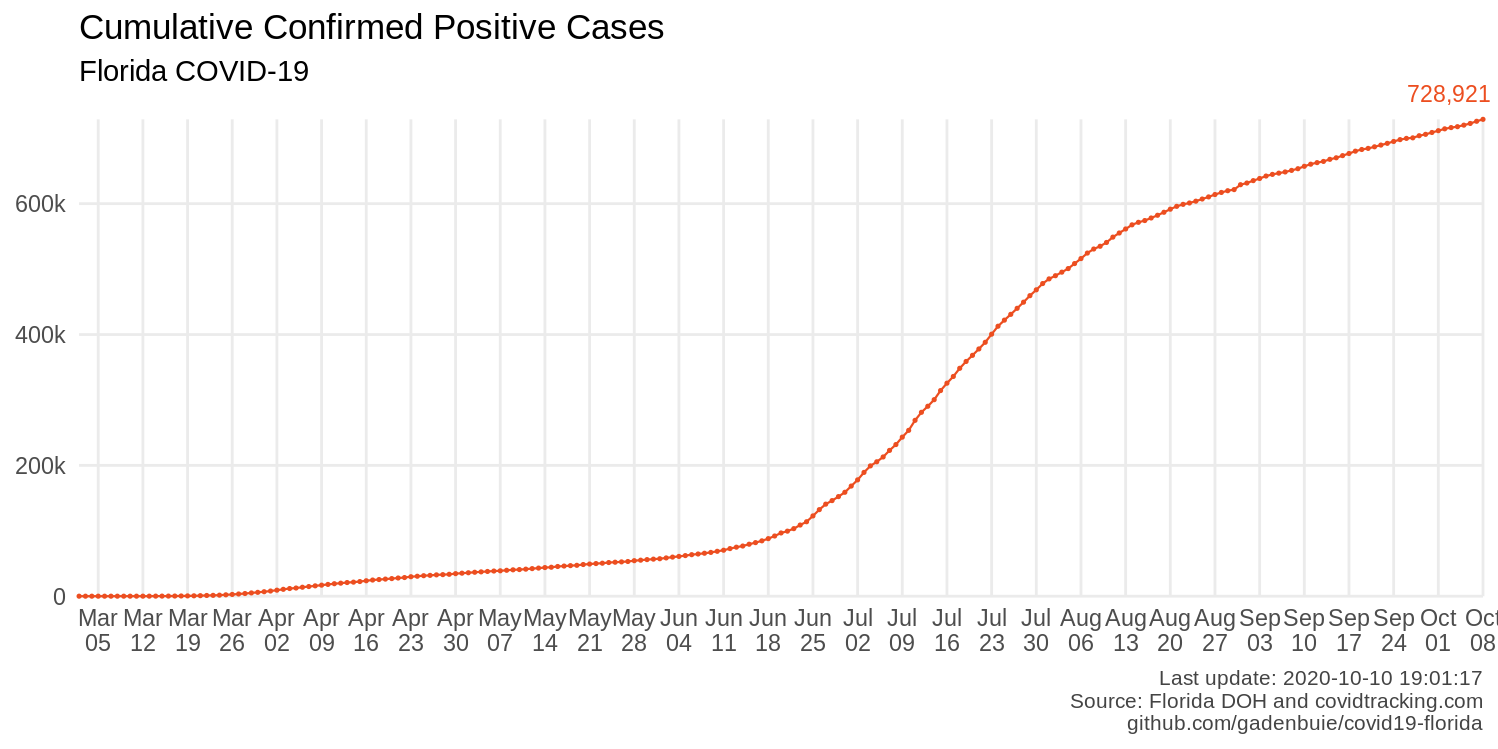 Cumulative Confirmed Positive Cases
Florida COVID-19
728,921
600k
400k
200k
0
Mar Mar Mar Mar Apr Apr Apr Apr Apr May May May May Jun Jun Jun Jun Jul Jul Jul Jul Jul Aug Aug Aug Aug Sep Sep Sep Sep Oct Oct
05 12 19 26 02 09 16 23 30 07 14 21 28 04 11 18 25 02 09 16 23 30 06 13 20 27 03 10 17 24 01 08
Last update: 2020-10-10 19:01:17
Source: Florida DOH and covidtracking.com
github.com/gadenbuie/covid19-florida